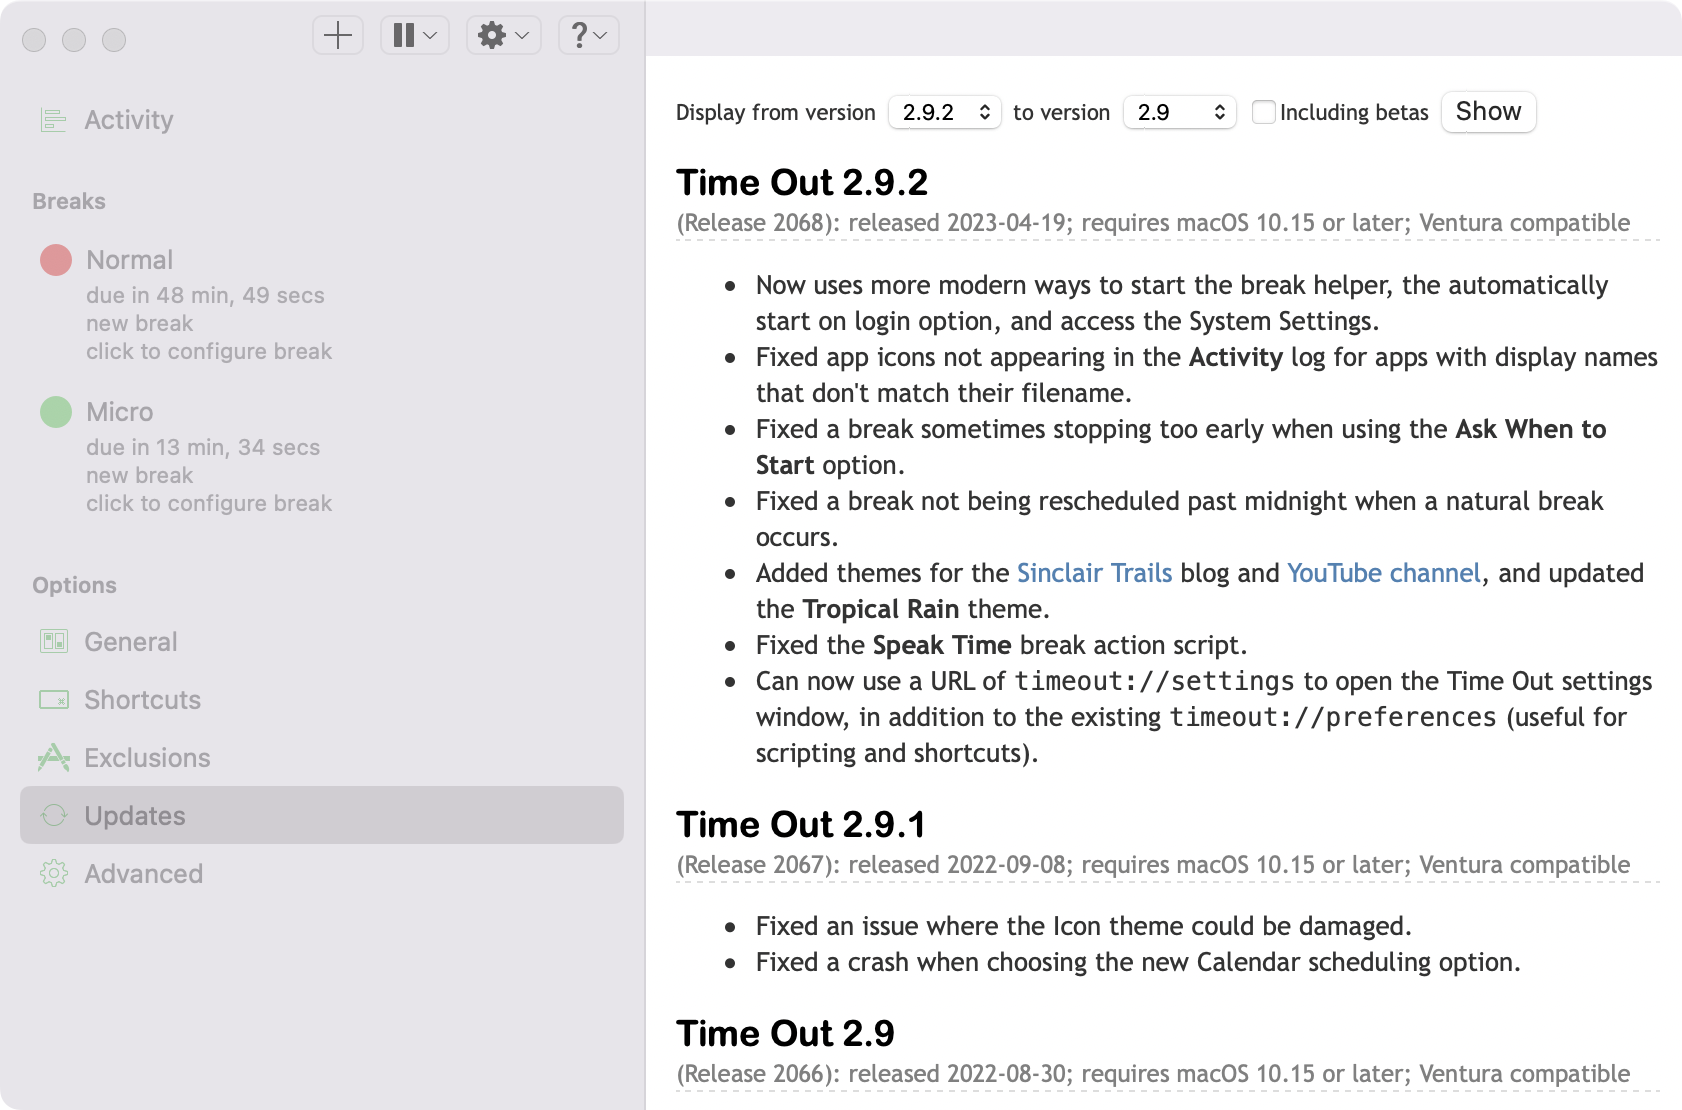 ?
Activity
Breaks
Normal
due in 48 min, 49 secs
new break
click to configure break
Micro
due in 13 min, 34 secs
new break
click to configure break
Options
General
Shortcuts
Exclusions
Updates
Advanced
Display from version 2.9.2 to version 2.9 Including betas Show
Time Out 2.9.2
(Release 2068): released 2023-04-19; requires macOS 10.15 or later; Ventura compatible
• Now uses more modern ways to start the break helper, the automatically
start on login option, and access the System Settings.
• Fixed app icons not appearing in the Activity log for apps with display names
that don't match their filename.
• Fixed a break sometimes stopping too early when using the Ask When to
Start option.
• Fixed a break not being rescheduled past midnight when a natural break
occurs.
• Added themes for the Sinclair Trails blog and YouTube channel, and updated
the Tropical Rain theme.
• Fixed the Speak Time break action script.
• Can now use a URL of timeout://settings to open the Time Out settings
window, in addition to the existing timeout://preferences (useful for
scripting and shortcuts).
Time Out 2.9.1
(Release 2067): released 2022-09-08; requires macOS 10.15 or later; Ventura compatible
• Fixed an issue where the Icon theme could be damaged.
• Fixed a crash when choosing the new Calendar scheduling option.
Time Out 2.9
(Release 2066): released 2022-08-30; requires macOS 10.15 or later; Ventura compatible